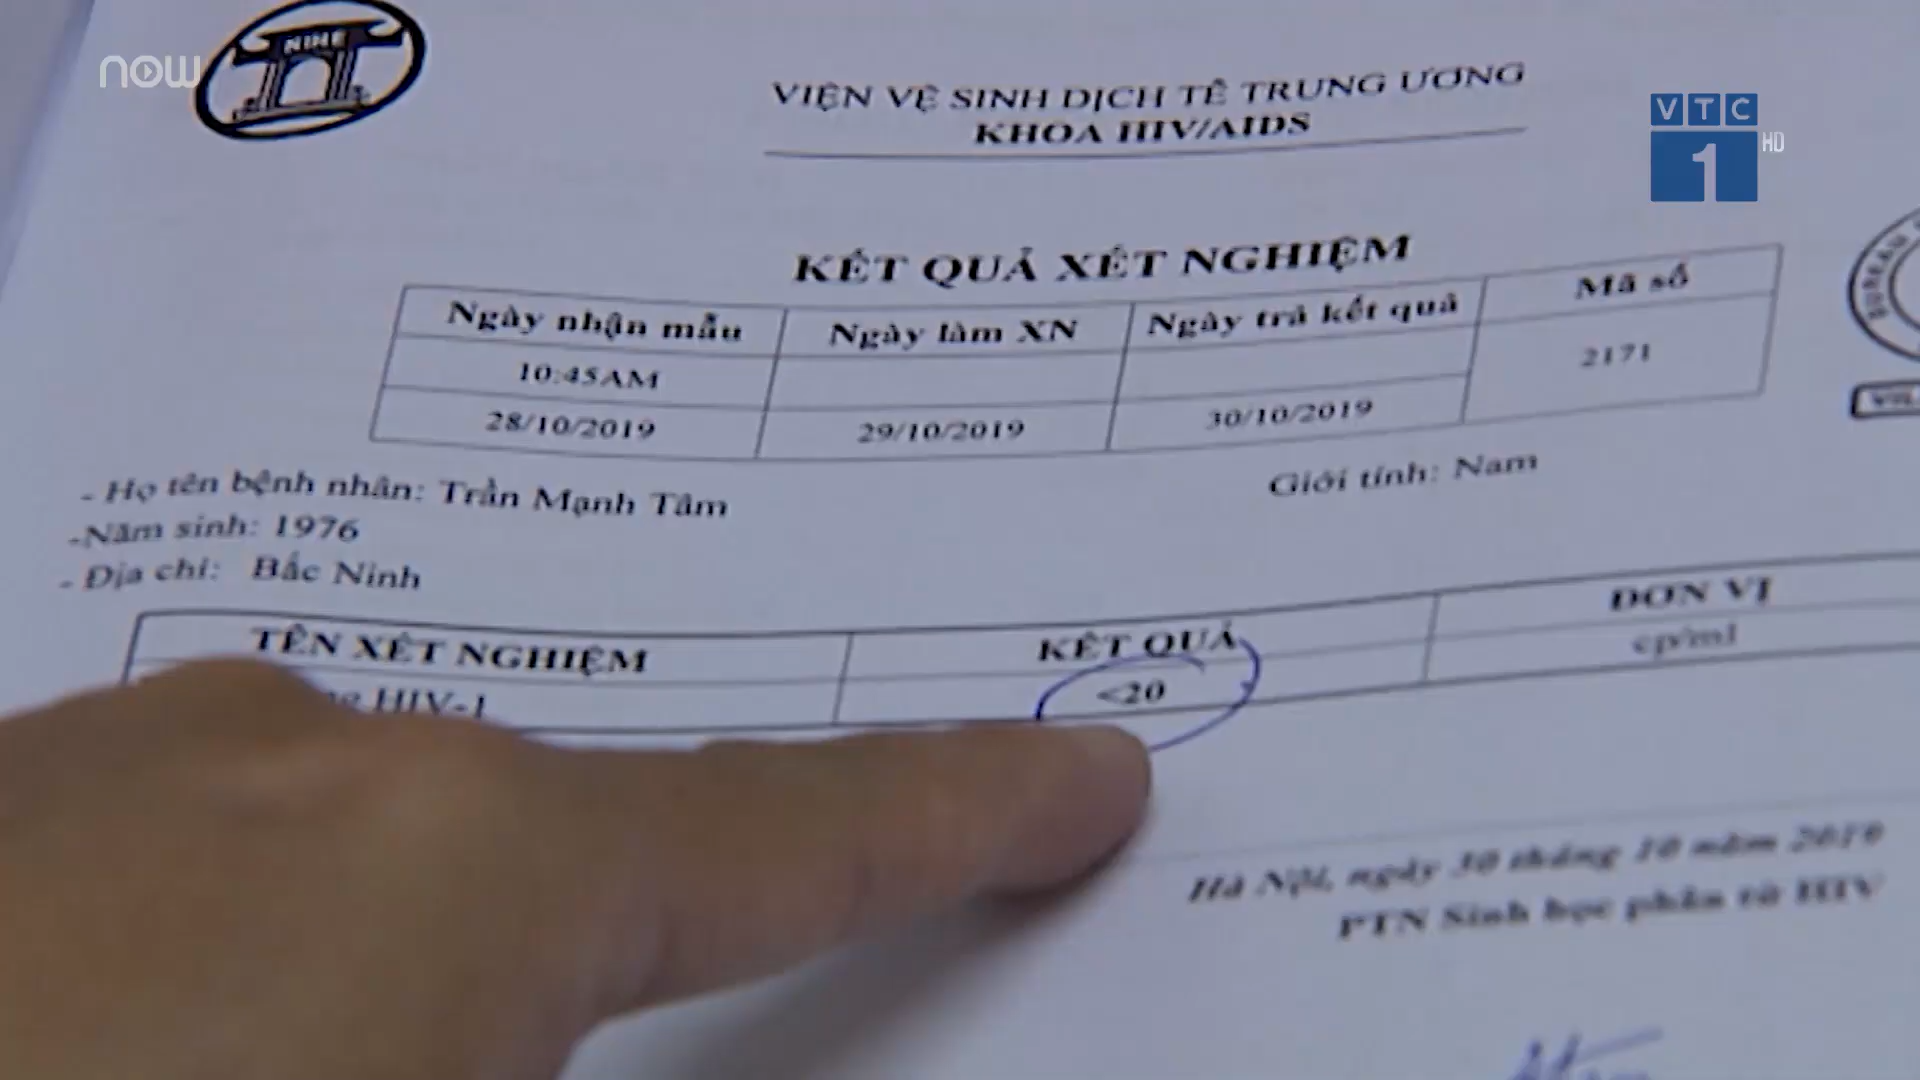 now
NIHE
VTC
1
HD
VIỆN VỆ SINH DỊCH TỄ TRUNG ƯƠNG
KHOA HIV/AIDS
KẾT QUẢ XÉT NGHIỆM
Ngày nhận mẫu Ngày làm XN Ngày trả kết quả Mã số
10:45AM 2171
28/10/2019 29/10/2019 30/10/2019
- Họ tên bệnh nhân: Trần Mạnh Tâm Giới tính: Nam
-Năm sinh: 1976
- Địa chỉ: Bắc Ninh
TÊN XÉT NGHIỆM KẾT QUẢ ĐƠN VỊ
HIV-1 <20 cp/ml
Hà Nội, ngày 30 tháng 10 năm 2019
PTN Sinh học phân tử HIV
BUREAU